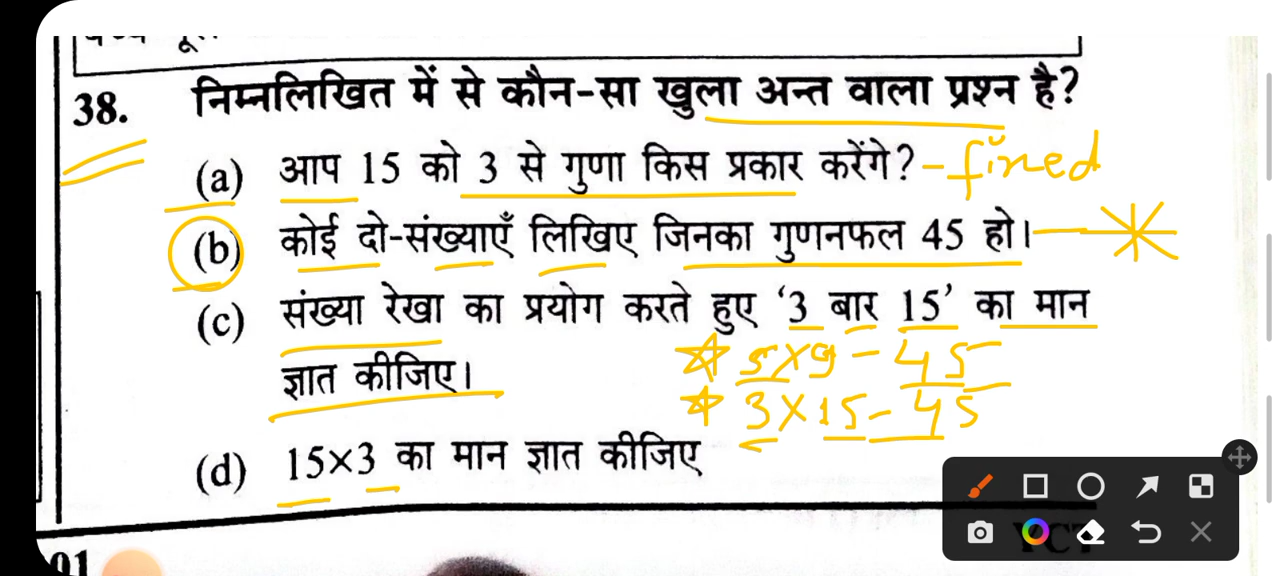 38. निम्नलिखित में से कौन-सा खुला अन्त वाला प्रश्न है?
(a) आप 15 को 3 से गुणा किस प्रकार करेंगे? - fixed
(b) कोई दो-संख्याएँ लिखिए जिनका गुणनफल 45 हो।
(c) संख्या रेखा का प्रयोग करते हुए ‘3 बार 15’ का मान
5×9 = 45
ज्ञात कीजिए।
3×15 = 45
(d) 15×3 का मान ज्ञात कीजिए
YCT